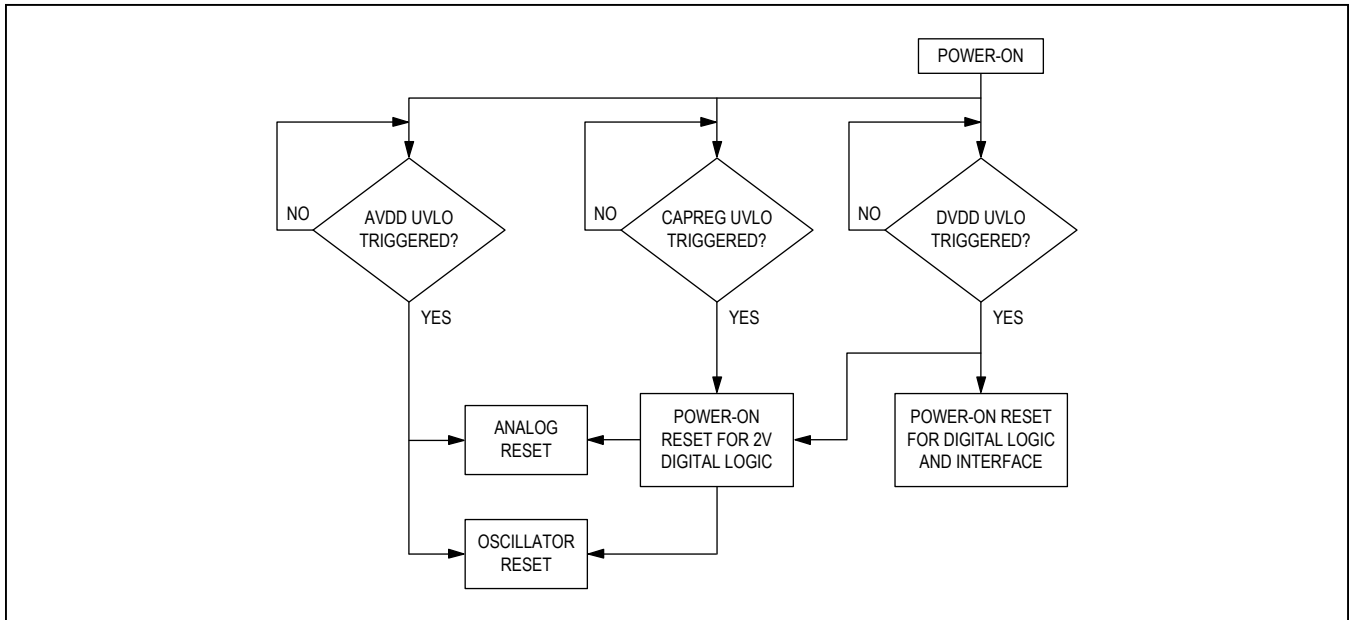 POWER-ON
NO
AVDD UVLO
TRIGGERED?
YES
NO
CAPREG UVLO
TRIGGERED?
YES
NO
DVDD UVLO
TRIGGERED?
YES
ANALOG
RESET
POWER-ON
RESET FOR 2V
DIGITAL LOGIC
POWER-ON RESET
FOR DIGITAL LOGIC
AND INTERFACE
OSCILLATOR
RESET